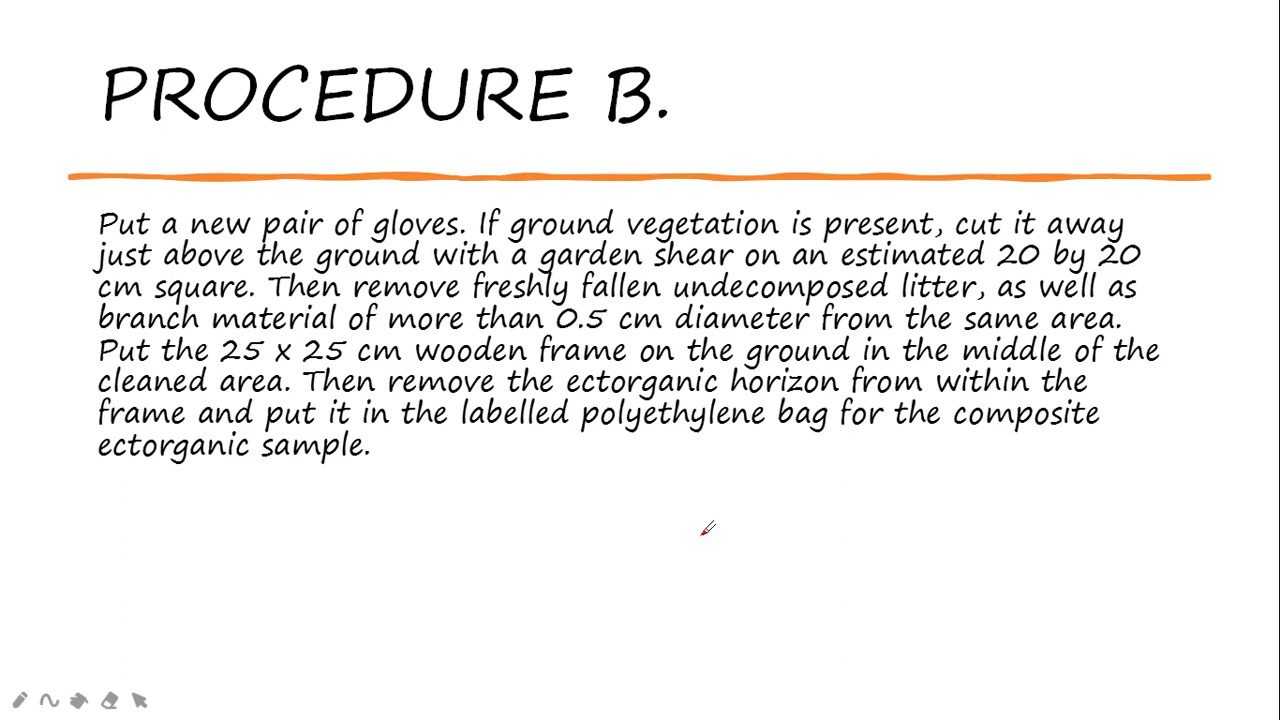 PROCEDURE B.
Put a new pair of gloves. If ground vegetation is present, cut it away
just above the ground with a garden shear on an estimated 20 by 20
cm square. Then remove freshly fallen undecomposed litter, as well as
branch material of more than 0.5 cm diameter from the same area.
Put the 25 x 25 cm wooden frame on the ground in the middle of the
cleaned area. Then remove the ectorganic horizon from within the
frame and put it in the labelled polyethylene bag for the composite
ectorganic sample.